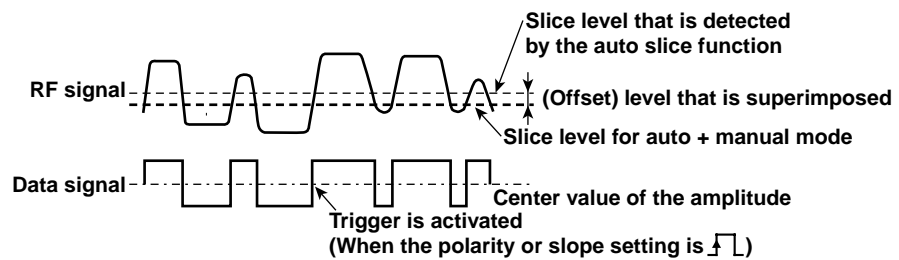 Slice level that is detected
by the auto slice function
RF signal
(Offset) level that is superimposed
Slice level for auto + manual mode
Data signal
Center value of the amplitude
Trigger is activated
(When the polarity or slope setting is )